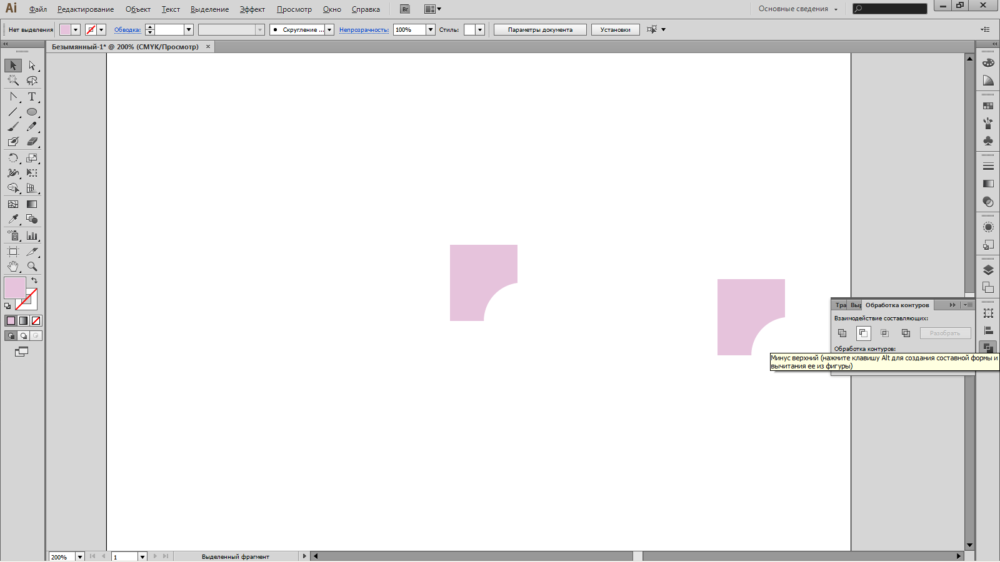 Ai Файл Редактирование Объект Текст Выделение Эффект Просмотр Окно Справка Br Основные сведения
Нет выделения Обводка: Скругление ... Непрозрачность: 100% Стиль: Параметры документа Установки
Безымянный-1* @ 200% (CMYK/Просмотр) ×
Тра Выр Обработка контуров
Взаимодействие составляющих:
Разобрать
Обработка контуров:
Минус верхний (нажмите клавишу Alt для создания составной формы и
вычитания ее из фигуры)
200% 1 Выделенный фрагмент